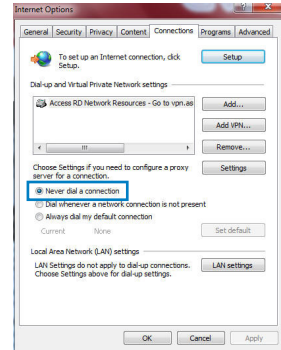 Internet Options
General Security Privacy Content Connections Programs Advanced
To set up an Internet connection, click
Setup.
Setup
Dial-up and Virtual Private Network settings
Access RD Network Resources - Go to vpn.as
Add...
Add VPN...
Remove...
Choose Settings if you need to configure a proxy
server for a connection.
Settings
Never dial a connection
Dial whenever a network connection is not present
Always dial my default connection
Current None
Set default
Local Area Network (LAN) settings
LAN Settings do not apply to dial-up connections.
Choose Settings above for dial-up settings.
LAN settings
OK Cancel Apply